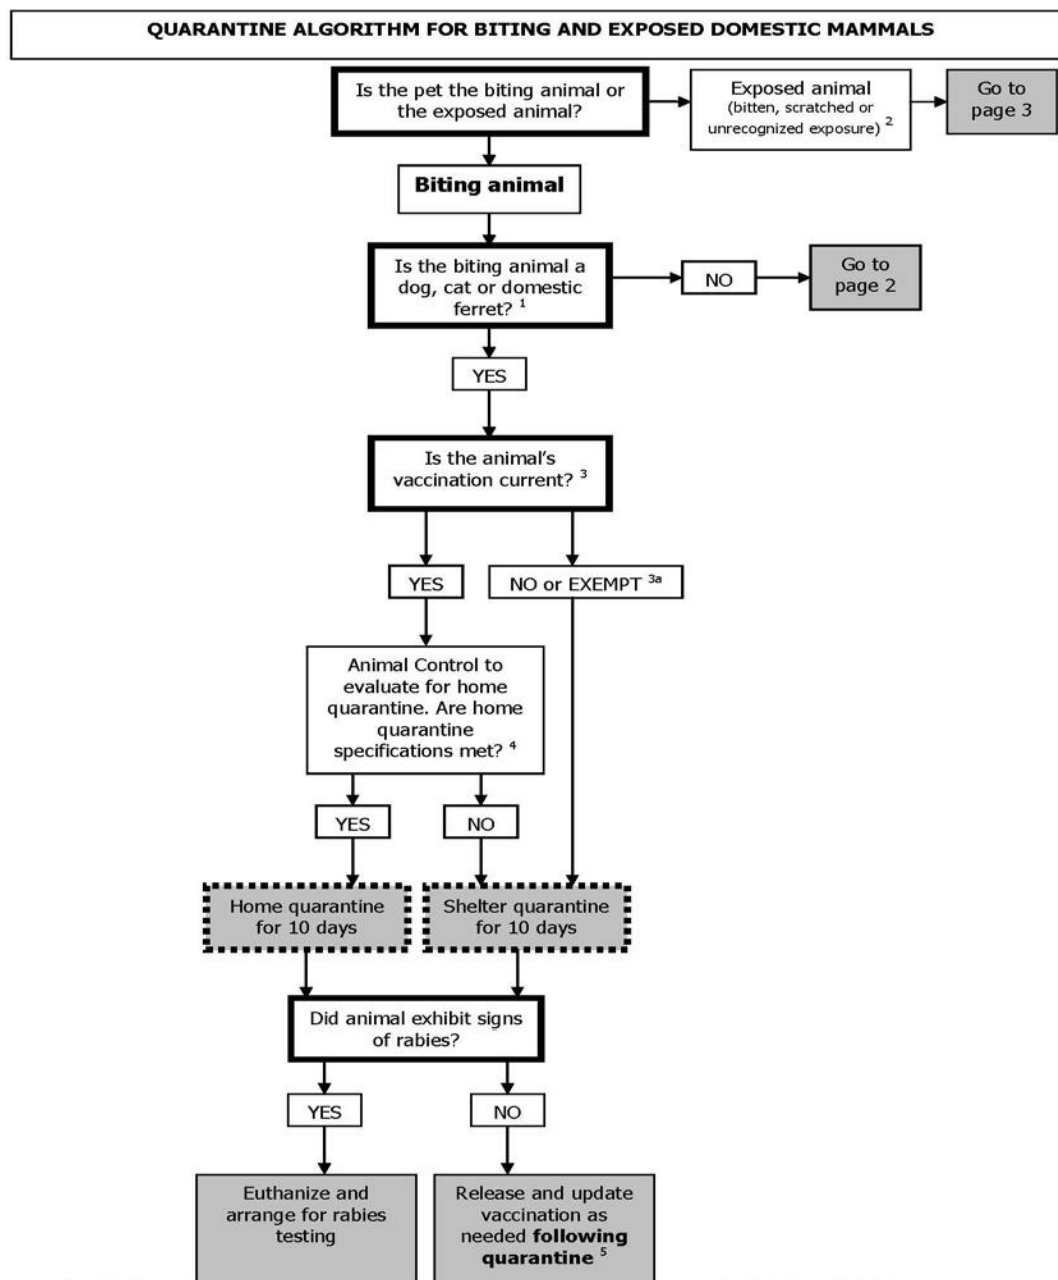 QUARANTINE ALGORITHM FOR BITING AND EXPOSED DOMESTIC MAMMALS
Is the pet the biting animal or
the exposed animal?
Exposed animal
(bitten, scratched or
unrecognized exposure) 2
Go to
page 3
Biting animal
Is the biting animal a
dog, cat or domestic
ferret? 1
NO
Go to
page 2
YES
Is the animal's
vaccination current? 3
YES
NO or EXEMPT 3a
Animal Control to
evaluate for home
quarantine. Are home
quarantine
specifications met? 4
YES
NO
Home quarantine
for 10 days
Shelter quarantine
for 10 days
Did animal exhibit signs
of rabies?
YES
NO
Euthanize and
arrange for rabies
testing
Release and update
vaccination as
needed following
quarantine 5